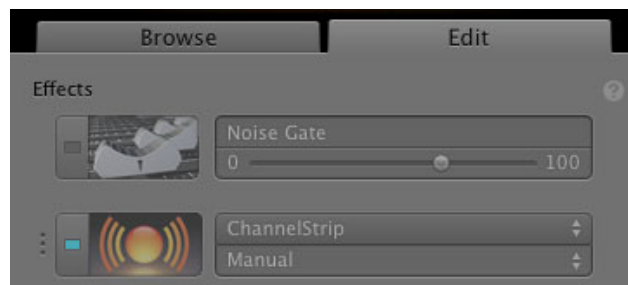 Browse Edit
Effects ?
Noise Gate
0 100
ChannelStrip
Manual